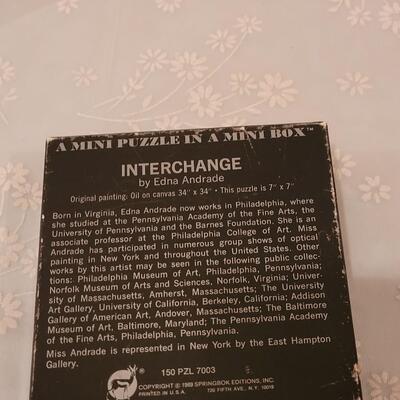 A MINI PUZZLE IN A MINI BOX™
INTERCHANGE
by Edna Andrade
Original painting: Oil on canvas 34" x 34" • This puzzle is 7" x 7"
Born in Virginia, Edna Andrade now works in Philadelphia, where
she studied at the Pennsylvania Academy of the Fine Arts, the
University of Pennsylvania and the Barnes Foundation. She is an
associate professor at the Philadelphia College of Art. Miss
Andrade has participated in numerous group shows of optical
painting in New York and throughout the United States. Other
works by this artist may be seen in the following public collec-
tions: Philadelphia Museum of Art, Philadelphia, Pennsylvania;
Norfolk Museum of Arts and Sciences, Norfolk, Virginia; Univer-
sity of Massachusetts, Amherst, Massachusetts; The University
Art Gallery, University of California, Berkeley, California; Addison
Gallery of American Art, Andover, Massachusetts; The Baltimore
Museum of Art, Baltimore, Maryland; The Pennsylvania Academy
of the Fine Arts, Philadelphia, Pennsylvania.
Miss Andrade is represented in New York by the East Hampton
Gallery.
150 PZL 7003
COPYRIGHT © 1969 SPRINGBOK EDITIONS, INC.
730 FIFTH AVE., N.Y. 10019